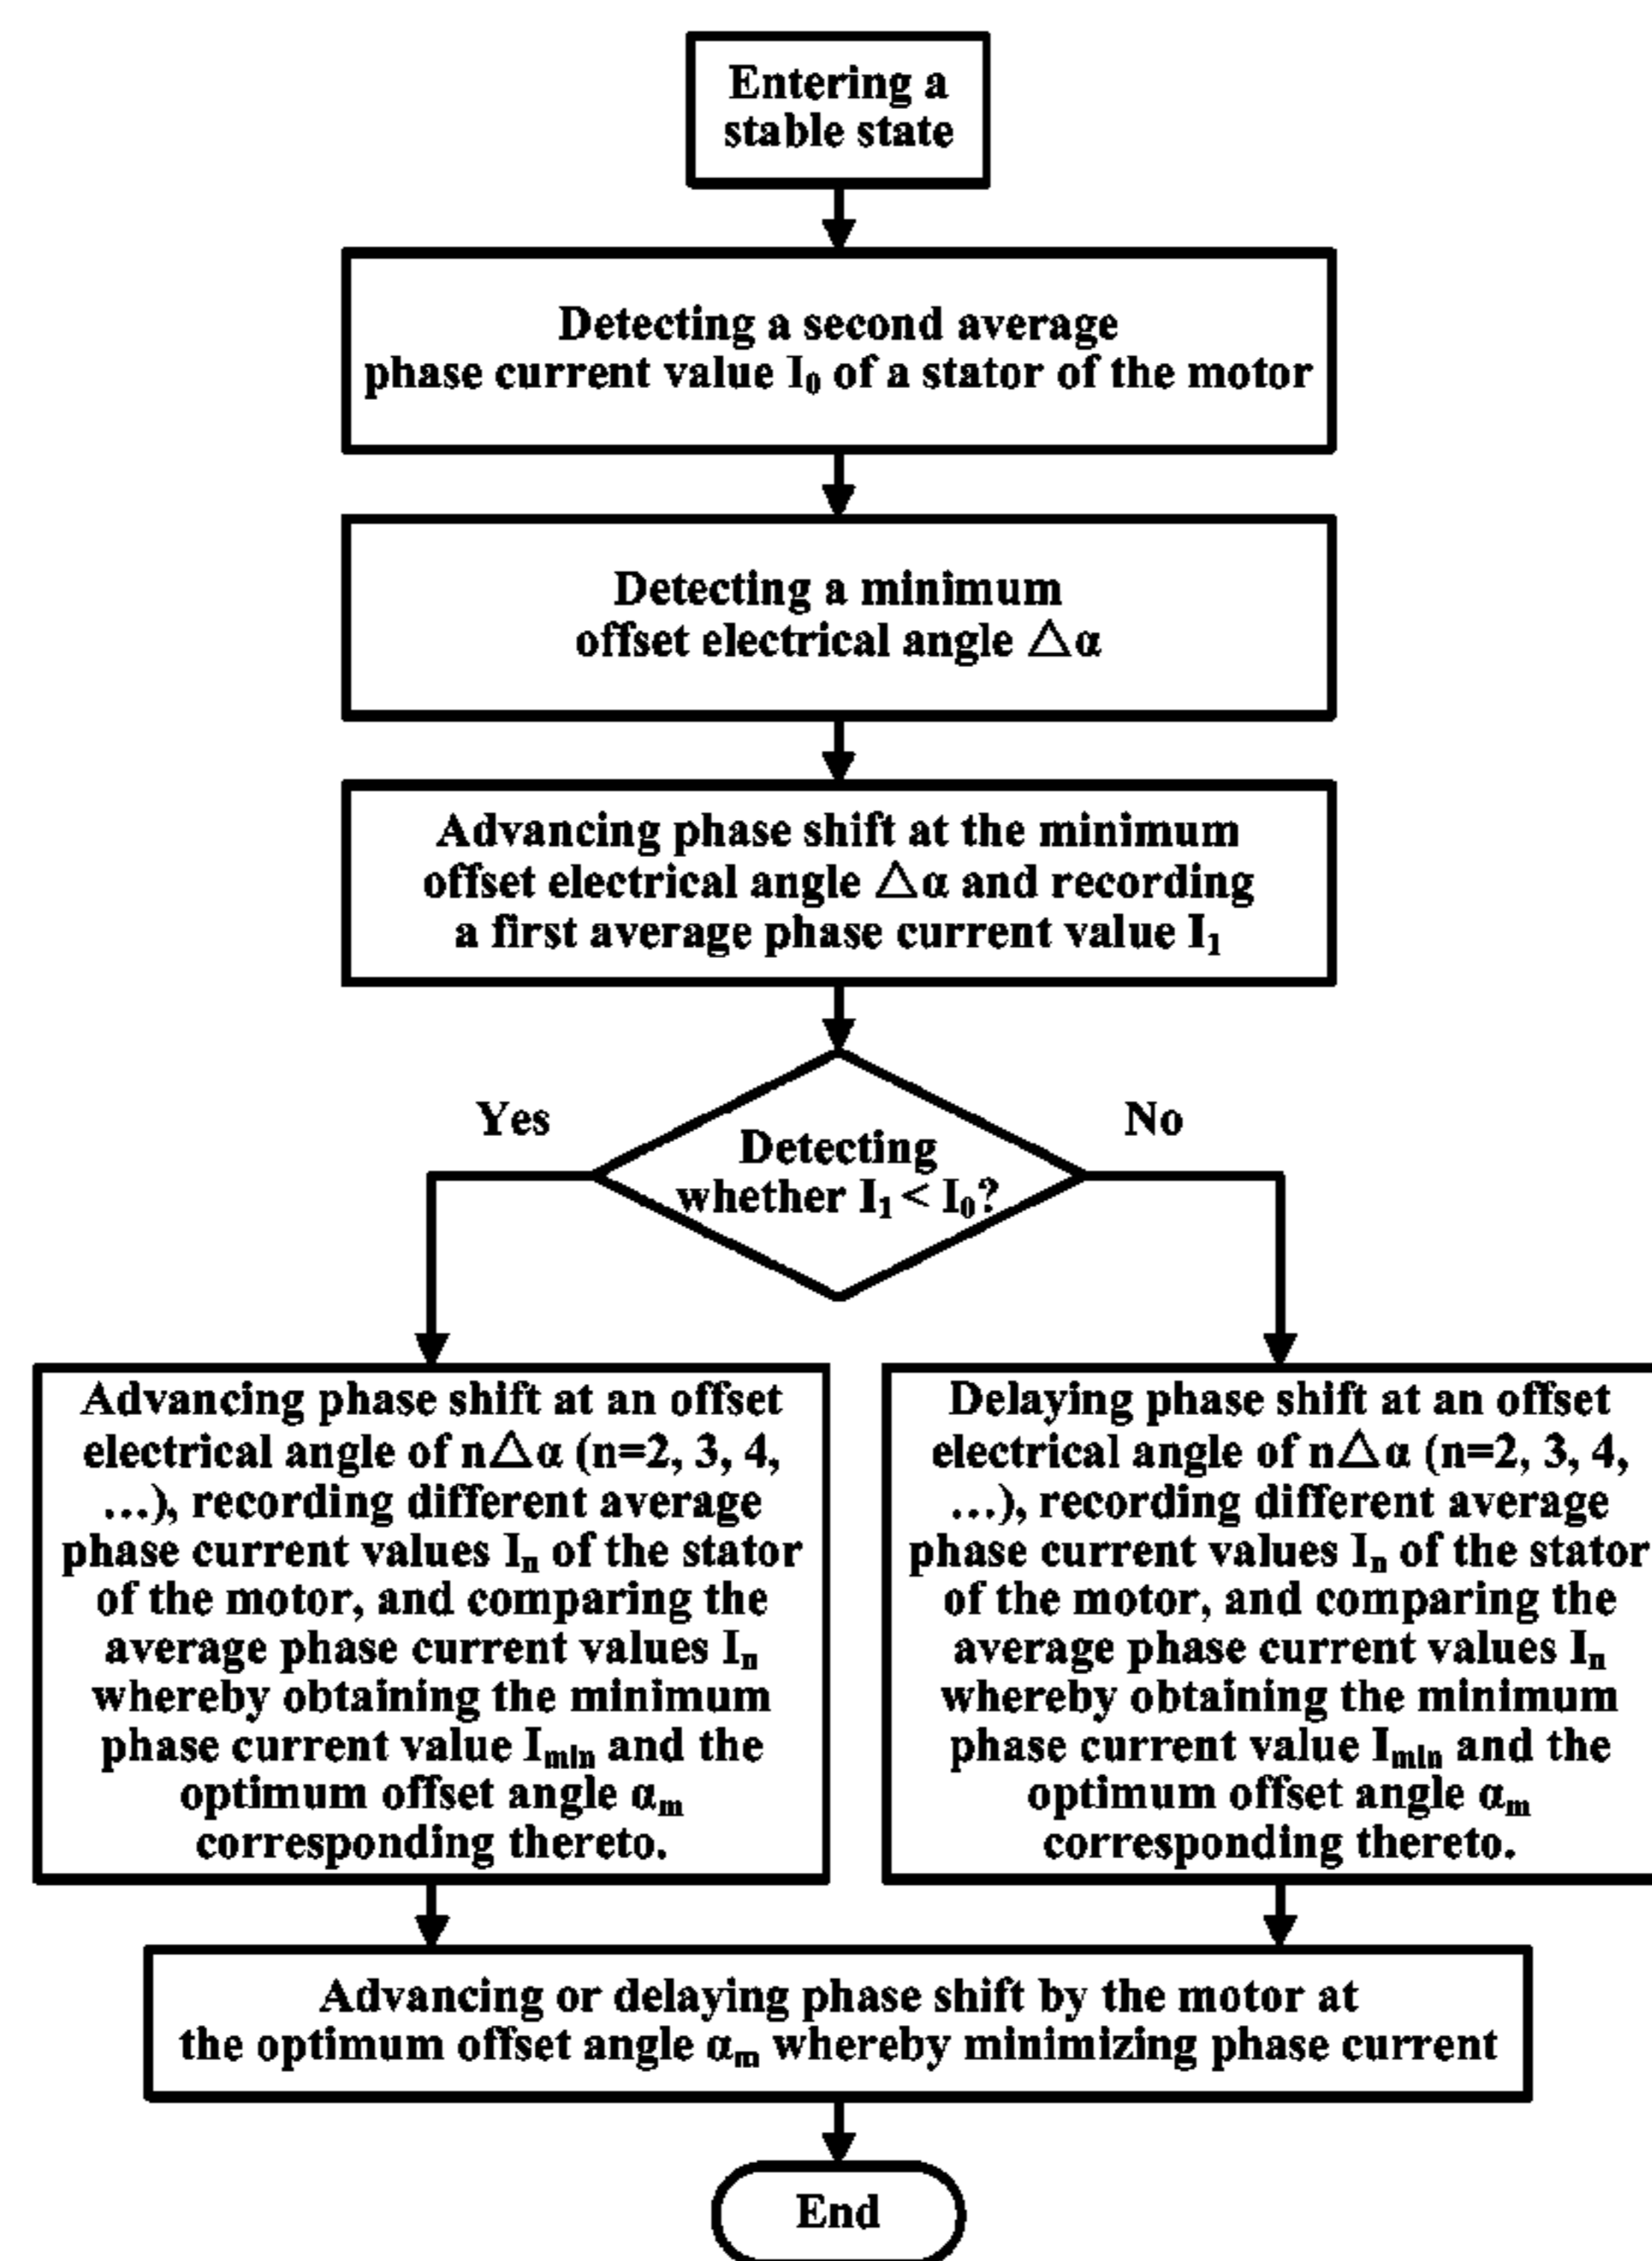 Entering a
stable state
Detecting a second average
phase current value I₀ of a stator of the motor
Detecting a minimum
offset electrical angle △α
Advancing phase shift at the minimum
offset electrical angle △α and recording
a first average phase current value I₁
Yes
No
Detecting
whether I₁ < I₀?
Advancing phase shift at an offset
electrical angle of n△α (n=2, 3, 4,
...), recording different average
phase current values Iₙ of the stator
of the motor, and comparing the
average phase current values Iₙ
whereby obtaining the minimum
phase current value Iₘᵢₙ and the
optimum offset angle αₘ
corresponding thereto.
Delaying phase shift at an offset
electrical angle of n△α (n=2, 3, 4,
...), recording different average
phase current values Iₙ of the stator
of the motor, and comparing the
average phase current values Iₙ
whereby obtaining the minimum
phase current value Iₘᵢₙ and the
optimum offset angle αₘ
corresponding thereto.
Advancing or delaying phase shift by the motor at
the optimum offset angle αₘ whereby minimizing phase current
End